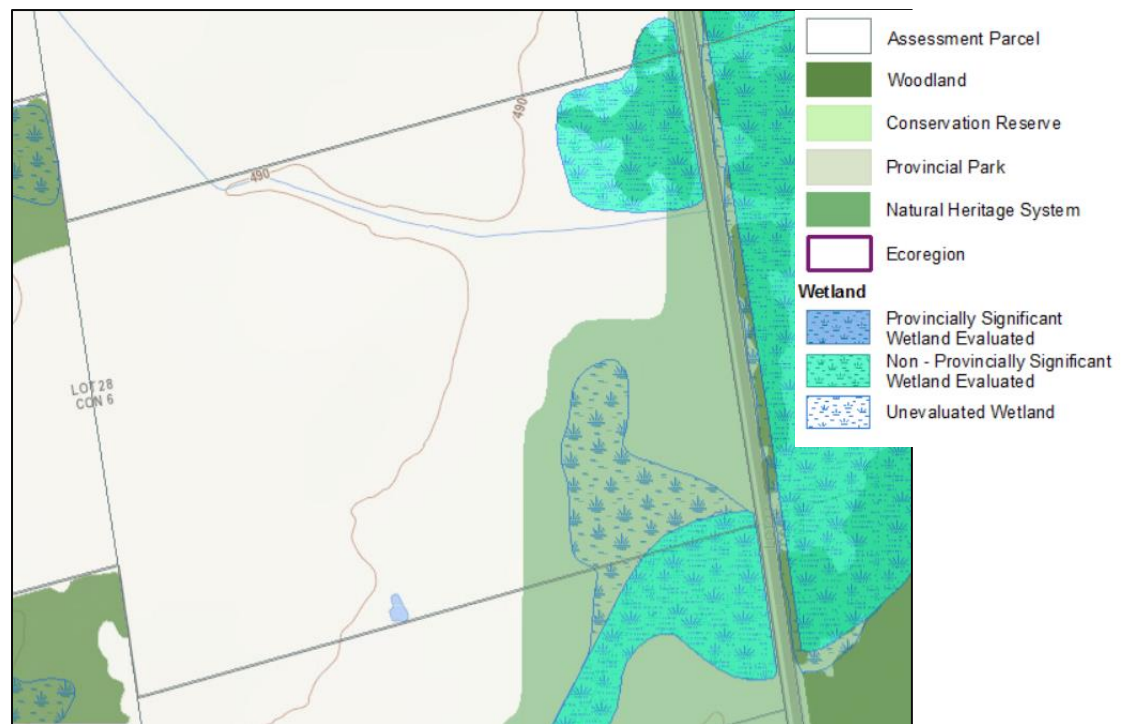 490
490
LOT 28
CON 6
Assessment Parcel
Woodland
Conservation Reserve
Provincial Park
Natural Heritage System
Ecoregion
Wetland
Provincially Significant
Wetland Evaluated
Non - Provincially Significant
Wetland Evaluated
Unevaluated Wetland